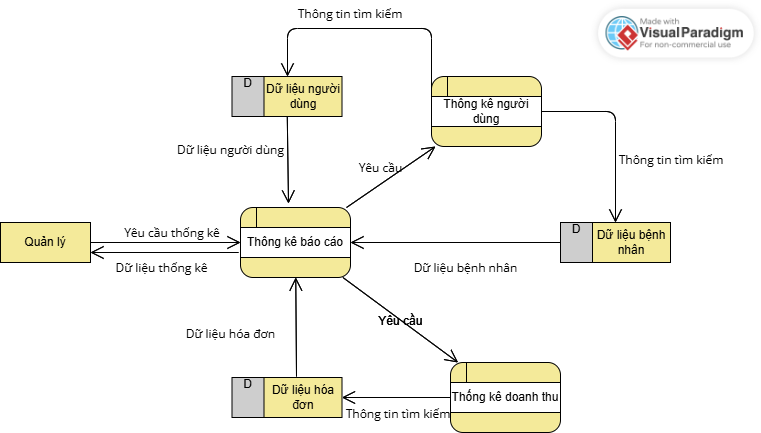 Thông tin tìm kiếm
Made with
VisualParadigm
For non-commercial use
D
Dữ liệu người
dùng
Thống kê người
dùng
Dữ liệu người dùng
Yêu cầu
Thông tin tìm kiếm
Quản lý
Yêu cầu thống kê
Dữ liệu thống kê
Thống kê báo cáo
D
Dữ liệu bệnh
nhân
Dữ liệu bệnh nhân
Dữ liệu hóa đơn
Yêu cầu
D
Dữ liệu hóa
đơn
Thông tin tìm kiếm
Thống kê doanh thu